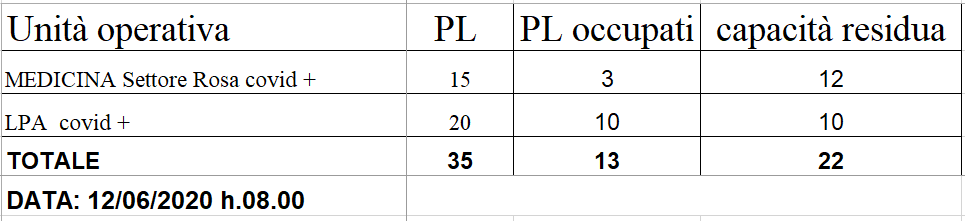 Unità operativa PL PL occupati capacità residua
MEDICINA Settore Rosa covid + 15 3 12
LPA covid + 20 10 10
TOTALE 35 13 22
DATA: 12/06/2020 h.08.00